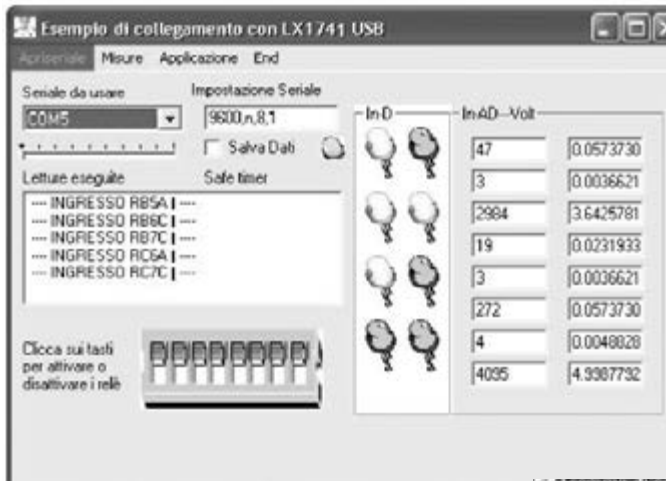 Esempio di collegamento con LX1741 USB
Apriseriale Misure Applicazione End
Seriale da usare
Impostazione Seriale
COM5
9600,n,8,1
Salva Dati
Letture eseguite
Safe timer
---- INGRESSO RB5A | ----
---- INGRESSO RB6C | ----
---- INGRESSO RB7C | ----
---- INGRESSO RC6A | ----
---- INGRESSO RC7C | ----
Clicca sui tasti
per attivare o
disattivare i relè
In-D
In-AD---Volt
47 0.0573730
3 0.0036621
2984 3.6425781
19 0.0231933
3 0.0036621
272 0.0573730
4 0.0048828
4095 4.9987792